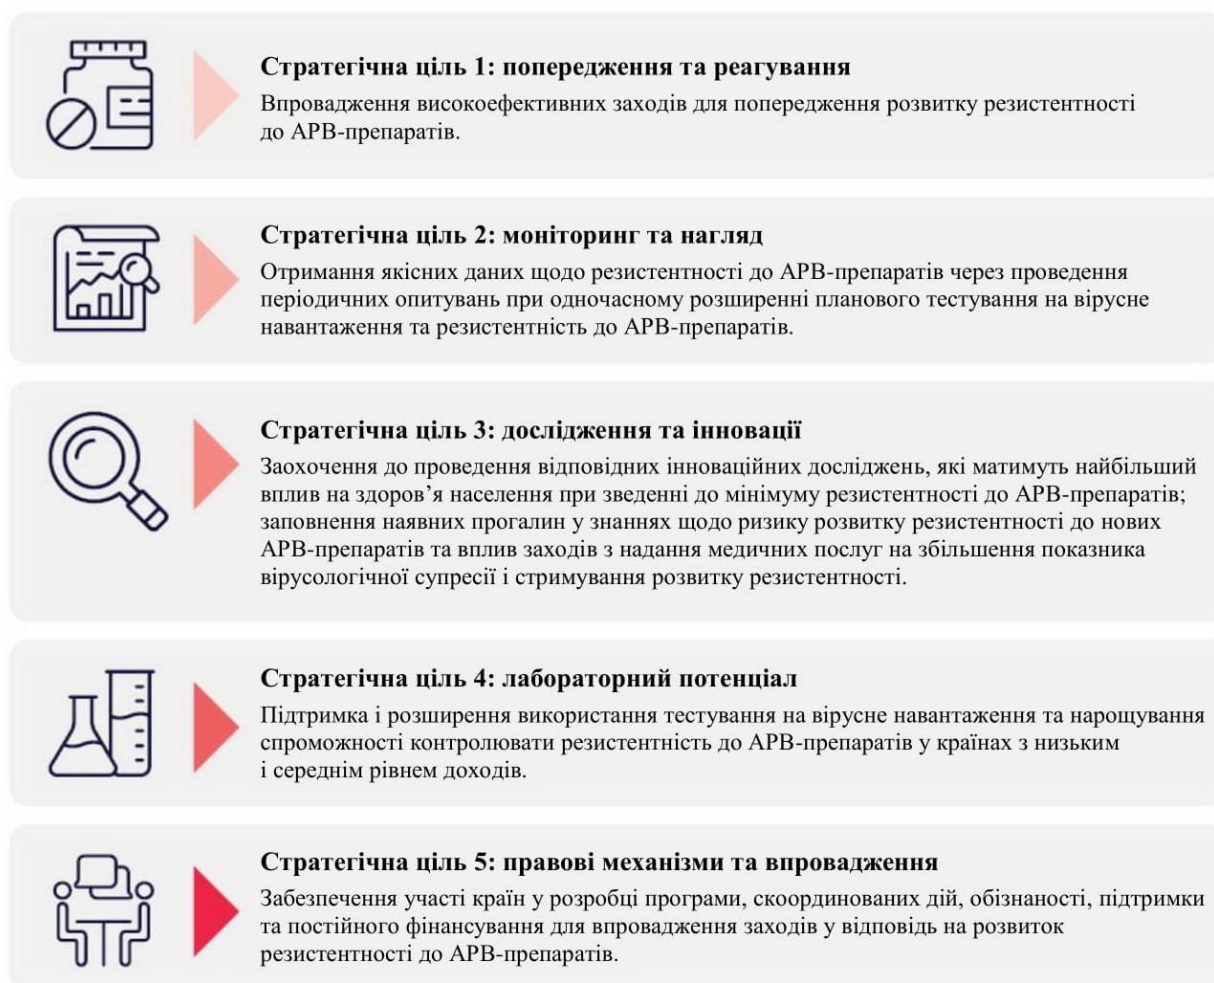 Стратегічна ціль 1: попередження та реагування
Впровадження високоефективних заходів для попередження розвитку резистентності
до АРВ-препаратів.
Стратегічна ціль 2: моніторинг та нагляд
Отримання якісних даних щодо резистентності до АРВ-препаратів через проведення
періодичних опитувань при одночасному розширенні планового тестування на вірусне
навантаження та резистентність до АРВ-препаратів.
Стратегічна ціль 3: дослідження та інновації
Заохочення до проведення відповідних інноваційних досліджень, які матимуть найбільший
вплив на здоров’я населення при зведенні до мінімуму резистентності до АРВ-препаратів;
заповнення наявних прогалин у знаннях щодо ризику розвитку резистентності до нових
АРВ-препаратів та вплив заходів з надання медичних послуг на збільшення показника
вірусологічної супресії і стримування розвитку резистентності.
Стратегічна ціль 4: лабораторний потенціал
Підтримка і розширення використання тестування на вірусне навантаження та нарощування
спроможності контролювати резистентність до АРВ-препаратів у країнах з низьким
і середнім рівнем доходів.
Стратегічна ціль 5: правові механізми та впровадження
Забезпечення участі країн у розробці програми, скоординованих дій, обізнаності, підтримки
та постійного фінансування для впровадження заходів у відповідь на розвиток
резистентності до АРВ-препаратів.